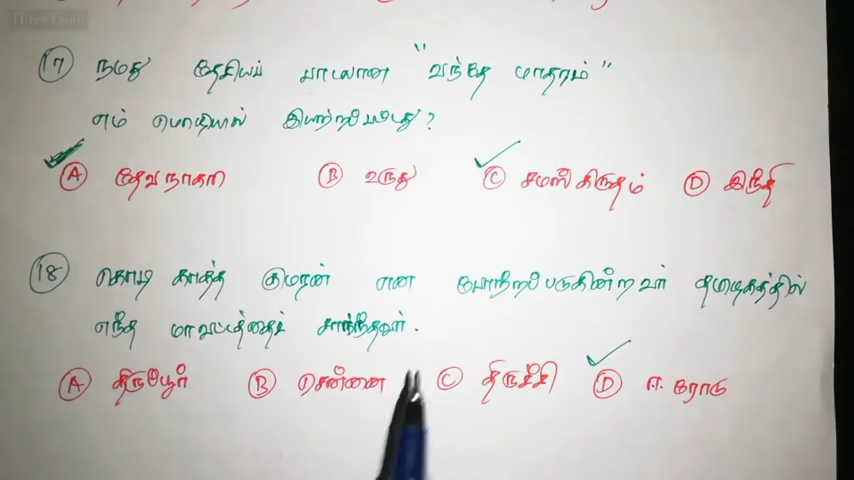 17 நமது தேசியப் பாடலான "வந்தே மாதரம்"
எம் மொழியில் இயற்றப்பட்டது?
A தேவநாகரி B உருது C சமஸ்கிருதம் D இந்தி
18 கொடி காத்த குமரன் என போற்றப்படுகின்றவர் தமிழகத்தில்
எந்த மாவட்டத்தைச் சார்ந்தவர்.
A திருப்பூர் B சென்னை C திருச்சி D ஈரோடு